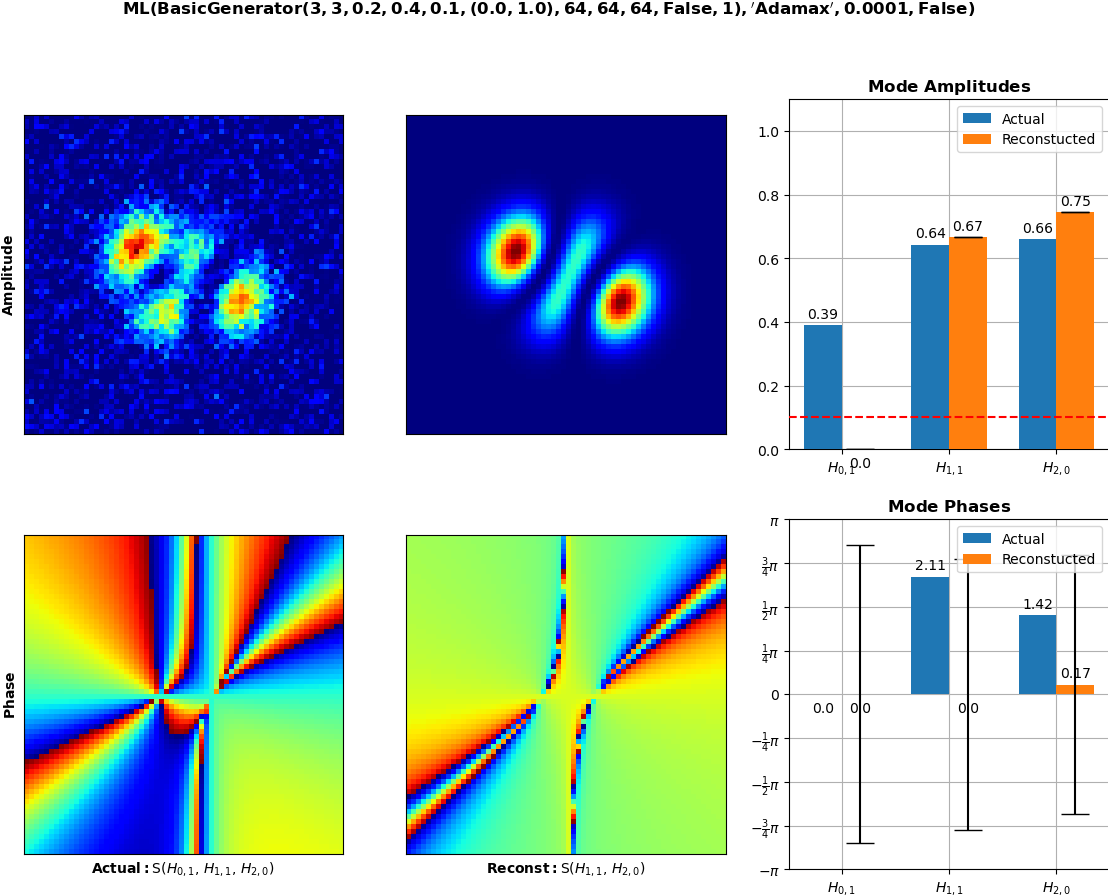 ML(BasicGenerator(3, 3, 0.2, 0.4, 0.1, (0.0, 1.0), 64, 64, 64, False, 1), 'Adamax', 0.0001, False)
Mode Amplitudes
Actual
Reconstucted
1.0
0.8
0.6
0.4
0.2
0.0
0.39
0.0
0.64
0.67
0.66
0.75
H0,1
H1,1
H2,0
Amplitude
Mode Phases
Actual
Reconstucted
π
3/4π
1/2π
1/4π
0
−1/4π
−1/2π
−3/4π
−π
0.0
0.0
2.11
0.0
1.42
0.17
H0,1
H1,1
H2,0
Phase
Actual: S(H0,1, H1,1, H2,0)
Reconst: S(H1,1, H2,0)